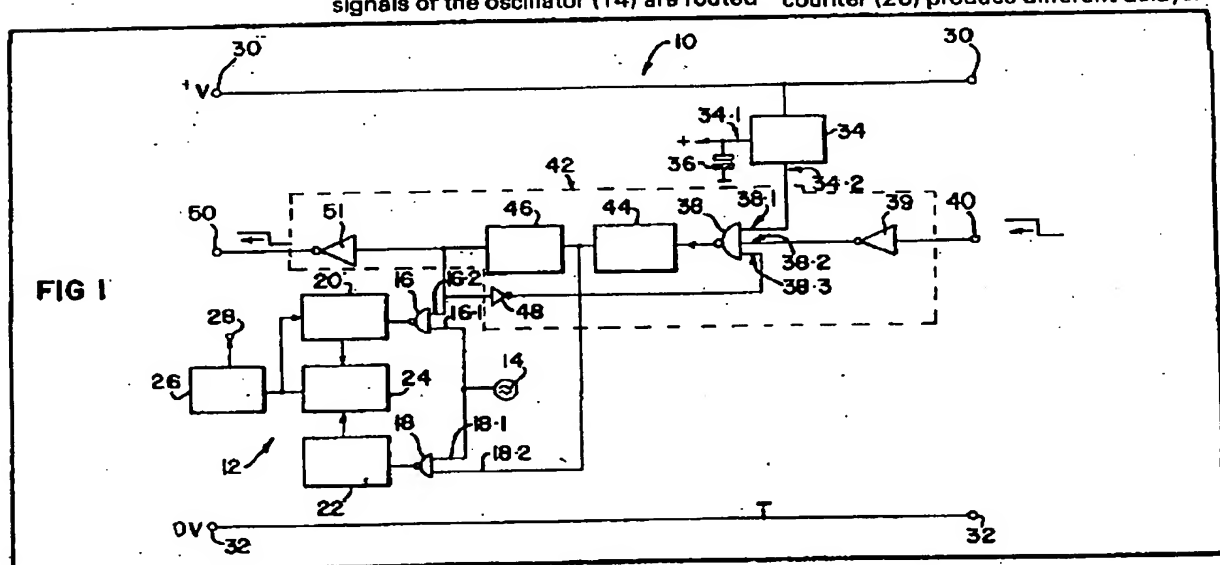 signals of the oscillator (14) are routed counter (20) produces different delays
30 10 30
+V
34·1 34
+
36
42 34·2
50 51 46 44 38 38·1 39 40
38·2
FIG 1 38·3
20 16 16·2 48
28 16·1
26 24 14
18 18·1
12 18·2
22
0V
32 32